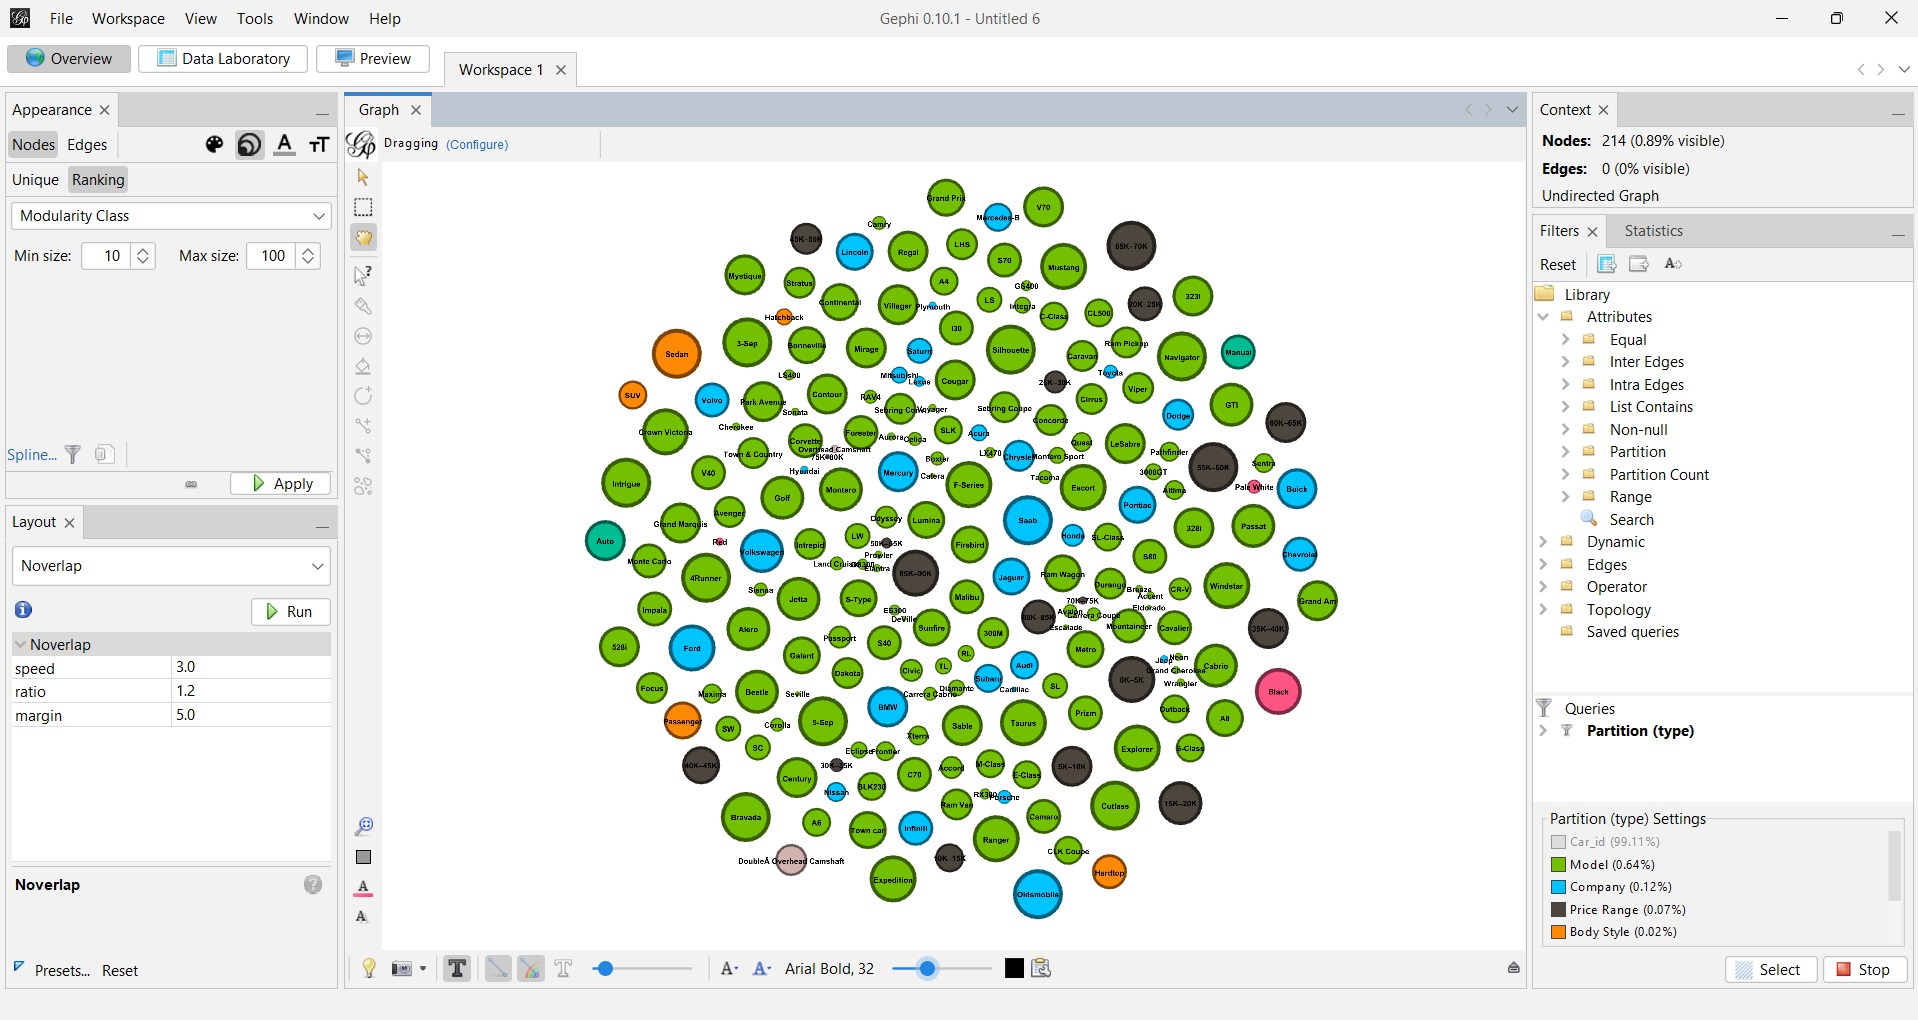 File Workspace View Tools Window Help
Gephi 0.10.1 - Untitled 6
Overview
Data Laboratory
Preview
Workspace 1
Appearance
Nodes Edges
Unique Ranking
Modularity Class
Min size: 10 Max size: 100
Spline...
Apply
Layout
Noverlap
Run
Noverlap
speed 3.0
ratio 1.2
margin 5.0
Noverlap
Presets... Reset
Graph
Dragging (Configure)
Grand Prix
V70
Mercedes-B
Camry
45K–50K
Lincoln
Regal
LHS
65K–70K
S70
Mustang
Mystique
Stratus
A4
GS400
323i
Continental
Villager
Plymouth
LS
Integra
20K–25K
C-Class
CL500
Hatchback
I30
3-Sep
Bonneville
Mirage
Saturn
Silhouette
Ram Pickup
Caravan
Navigator
Manual
Sedan
LS400
Mitsubishi
Lexus
Cougar
25K–30K
Toyota
Viper
SUV
Volvo
Park Avenue
Contour
RAV4
Sebring Coupe
Cirrus
GTI
Sonata
Voyager
Dodge
Concorde
60K–65K
Crown Victoria
Cherokee
Corvette
Forester
Aurora
Celica
SLK
Acura
Quest
LeSabre
Town & Country
Overhead Camshaft
LX470
Chrysler
Montero Sport
Pathfinder
V40
Hyundai
Mercury
Boxter
Catera
F-Series
Tacoma
3000GT
55K–60K
Sentra
Intrigue
Golf
Montero
Escort
Altima
Pale White
Buick
Pontiac
Grand Marquis
Avenger
Odyssey
Lumina
Saab
328i
Passat
Auto
Red
Volkswagen
Intrepid
LW
Firebird
Honda
SL-Class
Chevrolet
Monte Carlo
Prowler
Land Cruiser
Elantra
S80
4Runner
Jaguar
Ram Wagon
Durango
Sienna
Jetta
S-Type
Malibu
Breeze
Accent
CR-V
Windstar
Grand Am
Impala
ES300
DeVille
Avalon
Carrera Coupe
Eldorado
Alero
Sunfire
300M
Escalade
Mountaineer
Cavalier
35K–40K
528i
Ford
Passport
S40
Galant
RL
Metro
Jeep
Neon
Cabrio
Dakota
Civic
TL
Audi
Grand Cherokee
0K–5K
Subaru
Wrangler
Focus
Maxima
Beetle
Seville
Carrera Cabrio
Diamante
Cadillac
SL
Black
Passenger
SW
Corolla
5-Sep
BMW
Sable
Taurus
Prizm
Outback
A8
Xterra
SC
Eclipse
Frontier
Explorer
S-Class
40K–45K
30K–35K
Century
C70
Accord
M-Class
E-Class
5K–10K
Nissan
SLK230
RX300
Porsche
Ram Van
Cutlass
15K–20K
Bravada
A6
Town car
Infiniti
Ranger
Camaro
DoubleÂ Overhead Camshaft
10K–15K
CLK Coupe
Expedition
Hardtop
Oldsmobile
Arial Bold, 32
Context
Nodes: 214 (0.89% visible)
Edges: 0 (0% visible)
Undirected Graph
Filters Statistics
Reset
Library
Attributes
Equal
Inter Edges
Intra Edges
List Contains
Non-null
Partition
Partition Count
Range
Search
Dynamic
Edges
Operator
Topology
Saved queries
Queries
Partition (type)
Partition (type) Settings
Car_id (99.11%)
Model (0.64%)
Company (0.12%)
Price Range (0.07%)
Body Style (0.02%)
Select
Stop